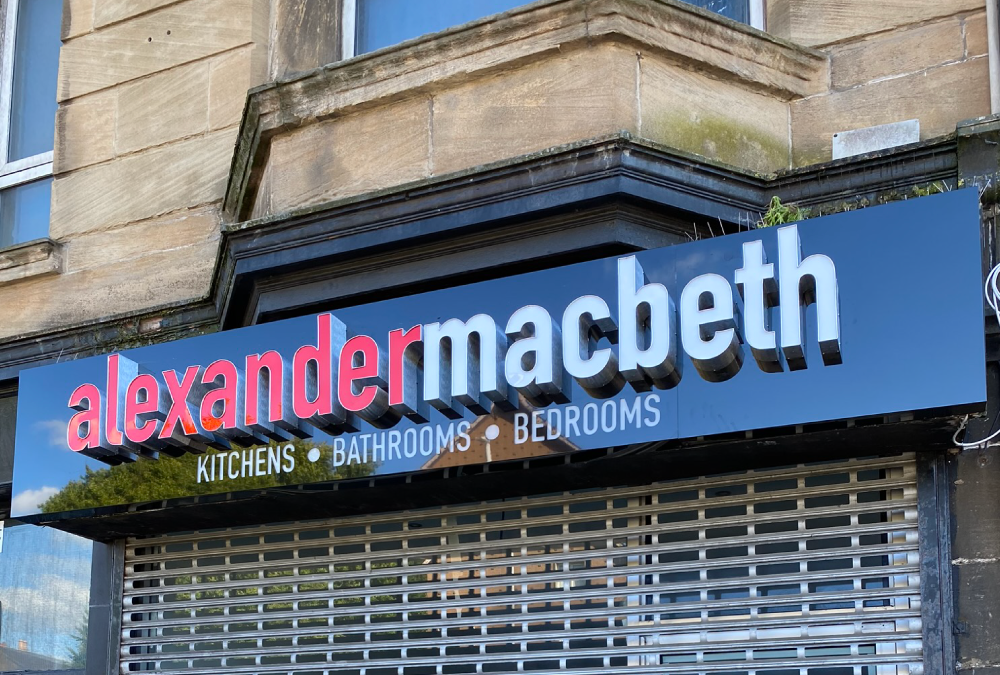 alexandermacbeth
KITCHENS • BATHROOMS • BEDROOMS